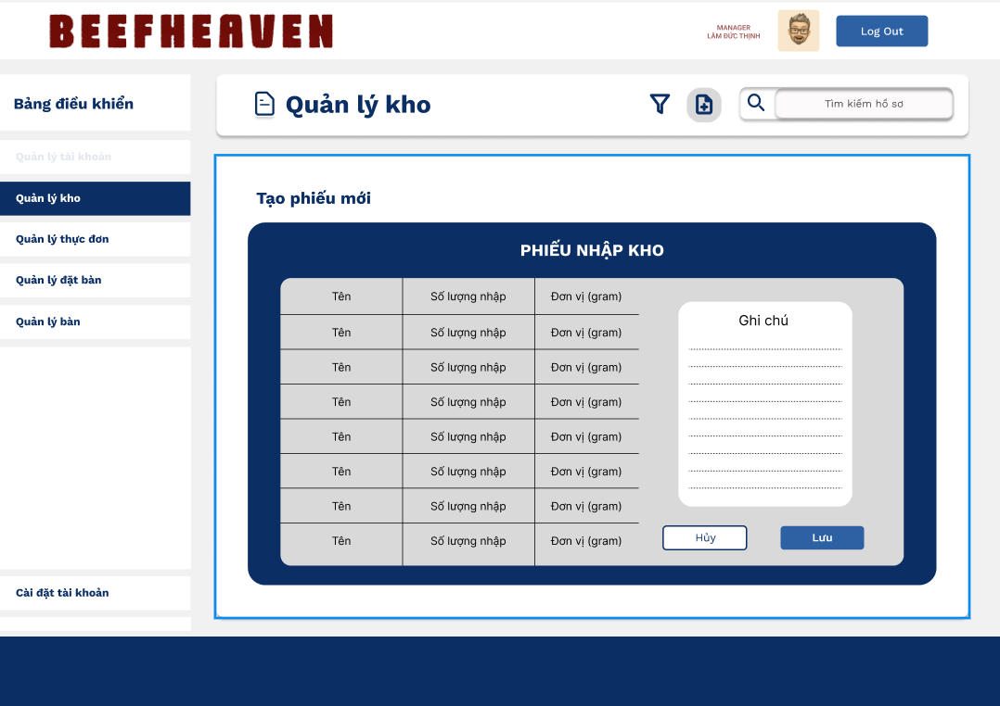 BEEFHEAVEN
MANAGER
LÂM ĐỨC THỊNH
Log Out
Bảng điều khiển
Quản lý tài khoản
Quản lý kho
Quản lý thực đơn
Quản lý đặt bàn
Quản lý bàn
Cài đặt tài khoản
Quản lý kho
Tìm kiếm hồ sơ
Tạo phiếu mới
PHIẾU NHẬP KHO
Tên Số lượng nhập Đơn vị (gram)
Tên Số lượng nhập Đơn vị (gram)
Tên Số lượng nhập Đơn vị (gram)
Tên Số lượng nhập Đơn vị (gram)
Tên Số lượng nhập Đơn vị (gram)
Tên Số lượng nhập Đơn vị (gram)
Tên Số lượng nhập Đơn vị (gram)
Tên Số lượng nhập Đơn vị (gram)
Ghi chú
Hủy
Lưu